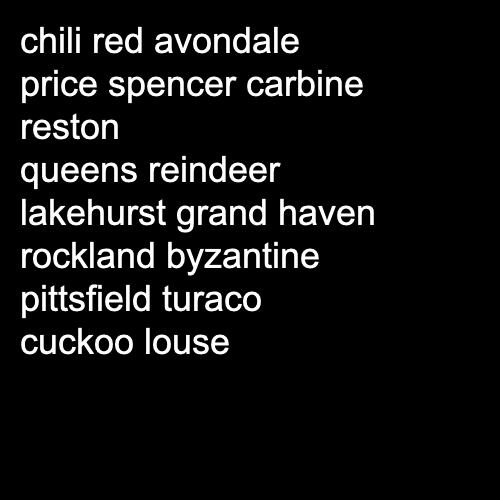 chili red avondale
price spencer carbine
reston
queens reindeer
lakehurst grand haven
rockland byzantine
pittsfield turaco
cuckoo louse